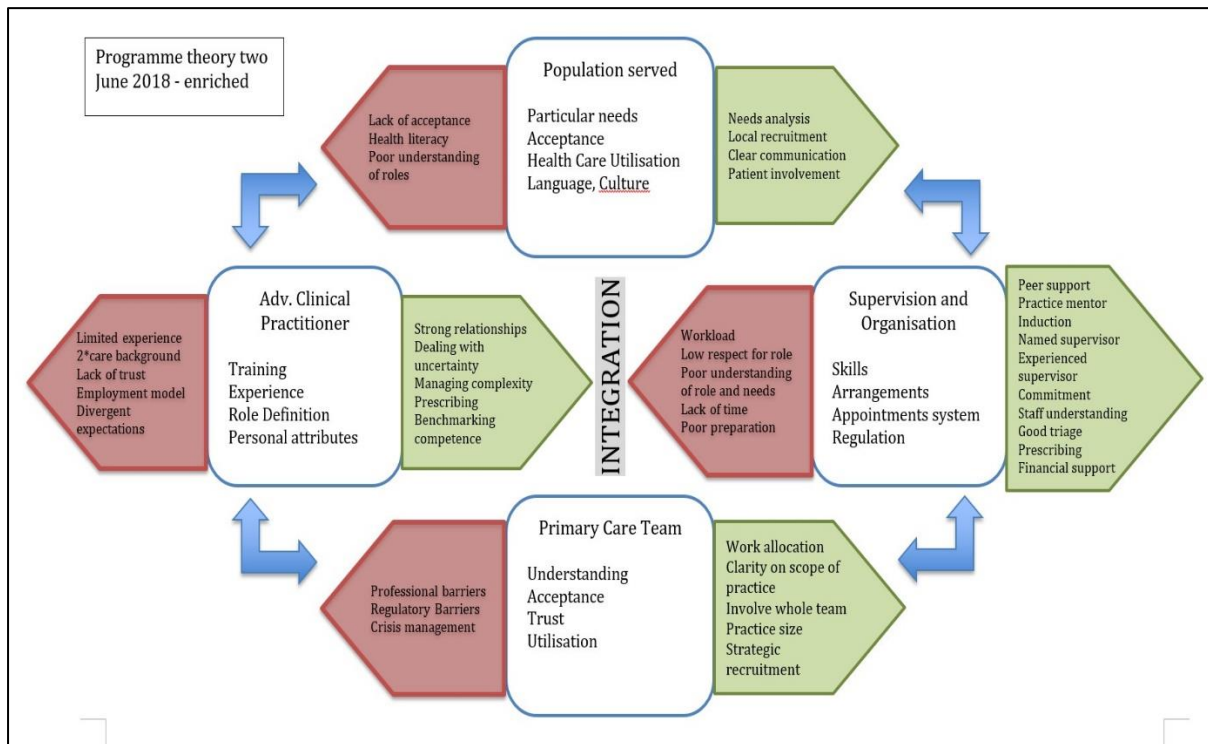 Programme theory two
June 2018 - enriched
Lack of acceptance
Health literacy
Poor understanding
of roles
Population served
Particular needs
Acceptance
Health Care Utilisation
Language, Culture
Needs analysis
Local recruitment
Clear communication
Patient involvement
Limited experience
2*care background
Lack of trust
Employment model
Divergent
expectations
Adv. Clinical
Practitioner
Training
Experience
Role Definition
Personal attributes
Strong relationships
Dealing with
uncertainty
Managing complexity
Prescribing
Benchmarking
competence
INTEGRATION
Workload
Low respect for role
Poor understanding
of role and needs
Lack of time
Poor preparation
Supervision and
Organisation
Skills
Arrangements
Appointments system
Regulation
Peer support
Practice mentor
Induction
Named supervisor
Experienced
supervisor
Commitment
Staff understanding
Good triage
Prescribing
Financial support
Professional barriers
Regulatory Barriers
Crisis management
Primary Care Team
Understanding
Acceptance
Trust
Utilisation
Work allocation
Clarity on scope of
practice
Involve whole team
Practice size
Strategic
recruitment